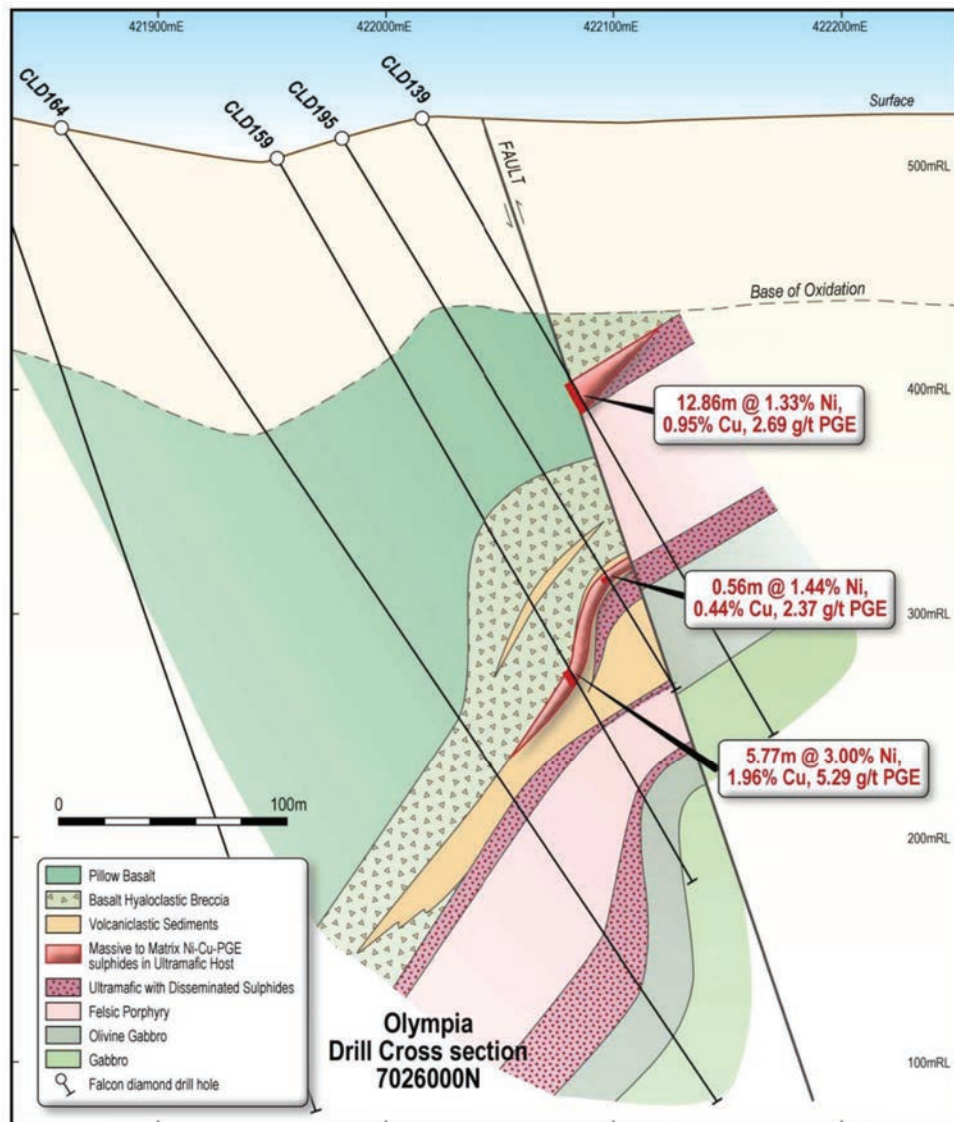 421900mE
422000mE
422100mE
422200mE
CLD164
CLD159
CLD195
CLD139
Surface
FAULT
500mRL
Base of Oxidation
400mRL
12.86m @ 1.33% Ni,
0.95% Cu, 2.69 g/t PGE
0.56m @ 1.44% Ni,
0.44% Cu, 2.37 g/t PGE
300mRL
5.77m @ 3.00% Ni,
1.96% Cu, 5.29 g/t PGE
0
100m
200mRL
Pillow Basalt
Basalt Hyaloclastic Breccia
Volcaniclastic Sediments
Massive to Matrix Ni-Cu-PGE
sulphides in Ultramafic Host
Ultramafic with Disseminated Sulphides
Felsic Porphyry
Olivine Gabbro
Gabbro
Falcon diamond drill hole
Olympia
Drill Cross section
7026000N
100mRL